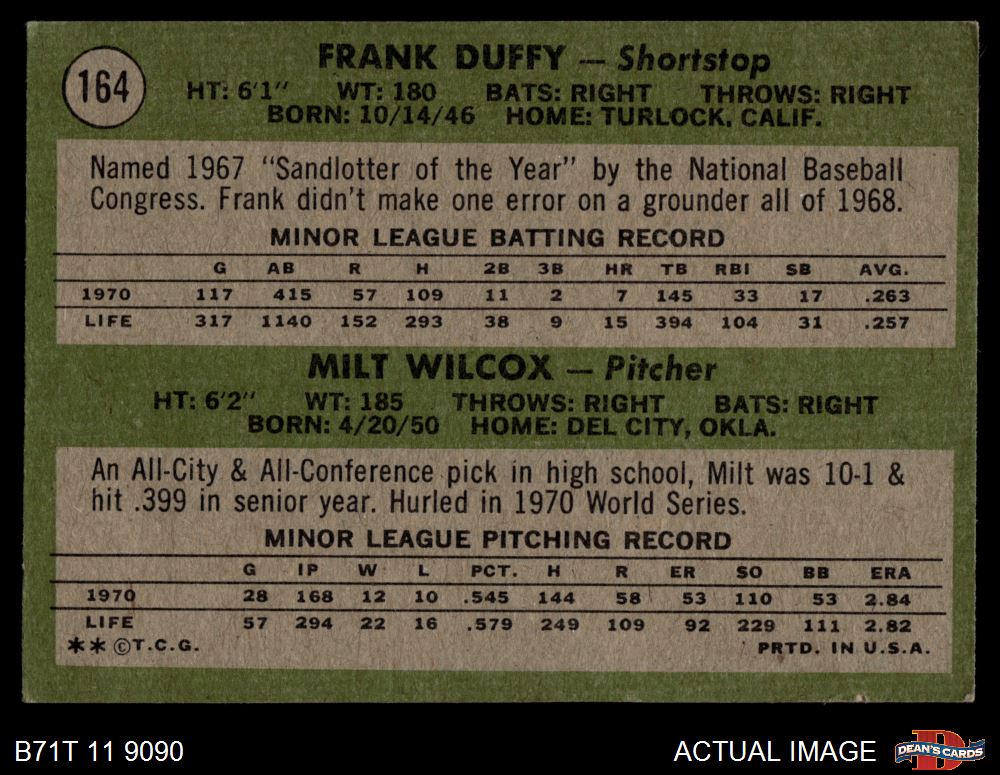 164
FRANK DUFFY — Shortstop
HT: 6'1" WT: 180 BATS: RIGHT THROWS: RIGHT
BORN: 10/14/46 HOME: TURLOCK, CALIF.
Named 1967 "Sandlotter of the Year" by the National Baseball
Congress. Frank didn't make one error on a grounder all of 1968.
MINOR LEAGUE BATTING RECORD
G AB R H 2B 3B HR TB RBI SB AVG.
1970 117 415 57 109 11 2 7 145 33 17 .263
LIFE 317 1140 152 293 38 9 15 394 104 31 .257
MILT WILCOX — Pitcher
HT: 6'2" WT: 185 THROWS: RIGHT BATS: RIGHT
BORN: 4/20/50 HOME: DEL CITY, OKLA.
An All-City & All-Conference pick in high school, Milt was 10-1 &
hit .399 in senior year. Hurled in 1970 World Series.
MINOR LEAGUE PITCHING RECORD
G IP W L PCT. H R ER SO BB ERA
1970 28 168 12 10 .545 144 58 53 110 53 2.84
LIFE 57 294 22 16 .579 249 109 92 229 111 2.82
** ©T.C.G. PRTD. IN U.S.A.
B71T 11 9090 ACTUAL IMAGE DEAN'S CARDS